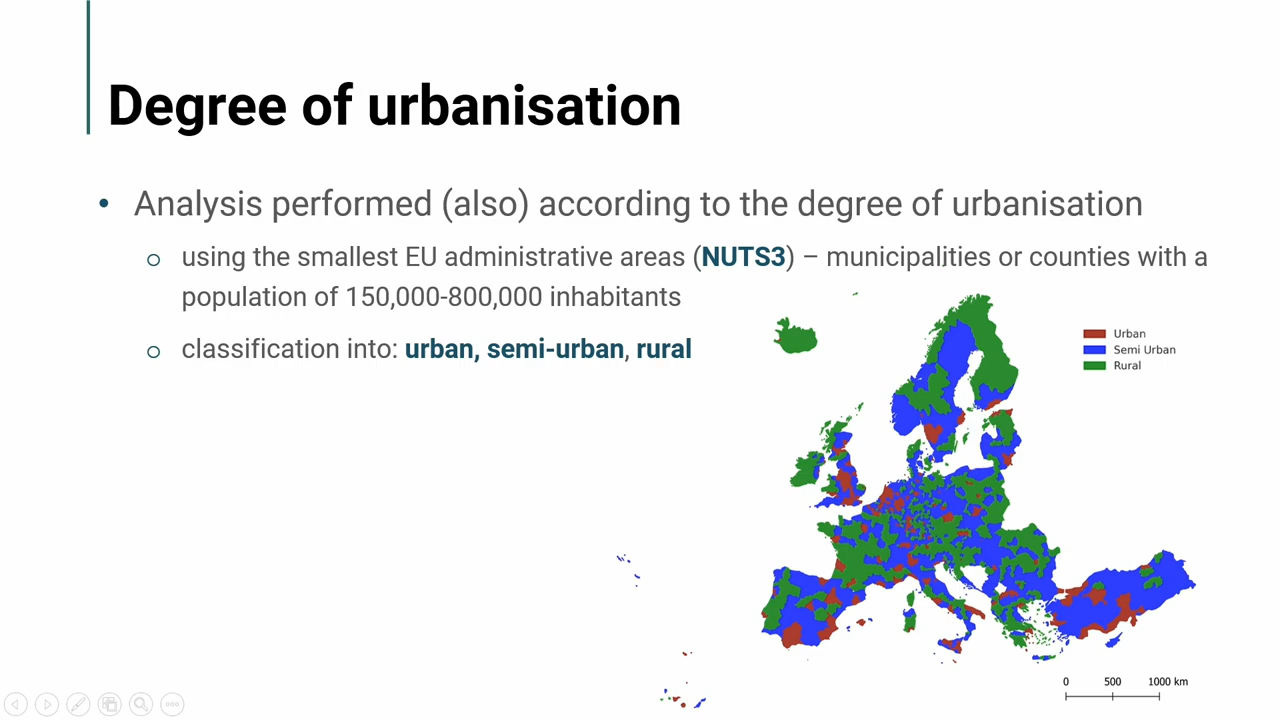 Degree of urbanisation
• Analysis performed (also) according to the degree of urbanisation
o using the smallest EU administrative areas (NUTS3) – municipalities or counties with a
population of 150,000-800,000 inhabitants
o classification into: urban, semi-urban, rural
Urban
Semi Urban
Rural
0 500 1000 km